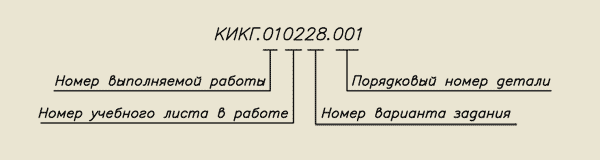 КИКГ.010228.001
Номер выполняемой работы
Порядковый номер детали
Номер учебного листа в работе
Номер варианта задания